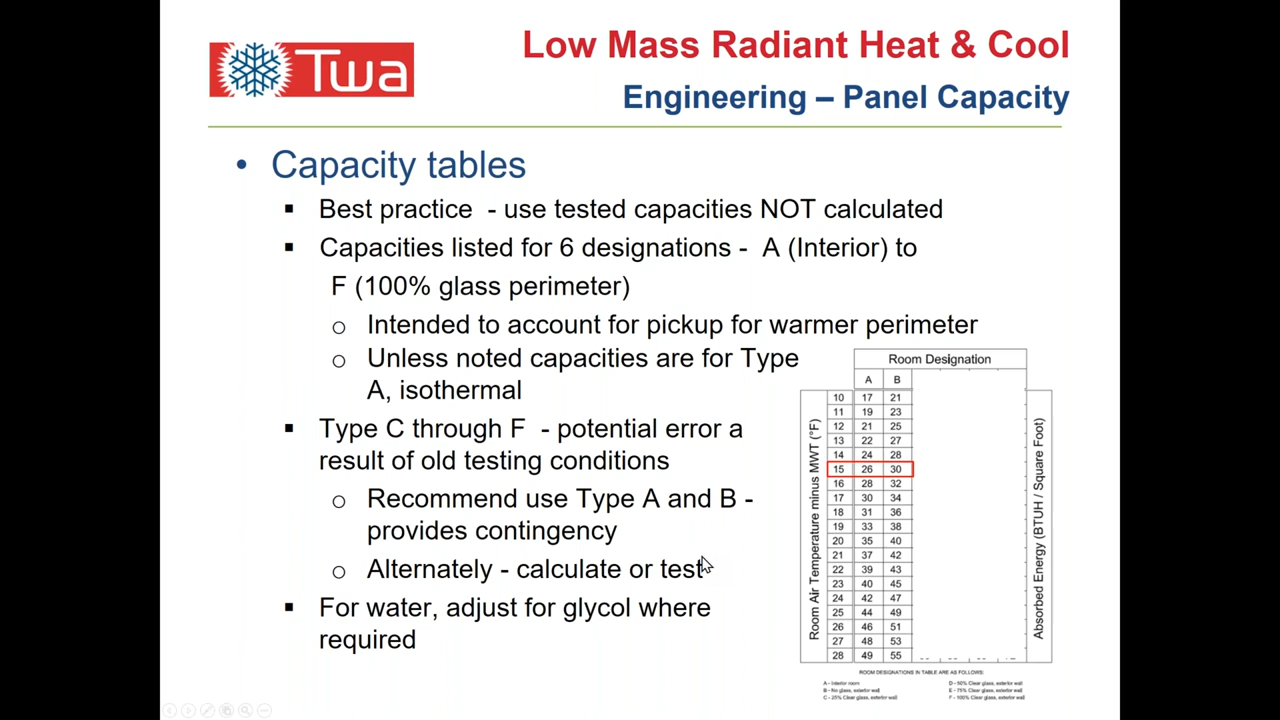 Twa
Low Mass Radiant Heat & Cool
Engineering – Panel Capacity
• Capacity tables
▪ Best practice - use tested capacities NOT calculated
▪ Capacities listed for 6 designations - A (Interior) to
F (100% glass perimeter)
o Intended to account for pickup for warmer perimeter
o Unless noted capacities are for Type
A, isothermal
▪ Type C through F - potential error a
result of old testing conditions
o Recommend use Type A and B -
provides contingency
o Alternately - calculate or test
▪ For water, adjust for glycol where
required
Room Designation
A B
Room Air Temperature minus MWT (°F)
10 17 21
11 19 23
12 21 25
13 22 27
14 24 28
15 26 30
16 28 32
17 30 34
18 31 36
19 33 38
20 35 40
21 37 42
22 39 43
23 40 45
24 42 47
25 44 49
26 46 51
27 48 53
28 49 55
Absorbed Energy (BTUH / Square Foot)
ROOM DESIGNATIONS IN TABLE ARE AS FOLLOWS:
A - Interior room
B - No glass, exterior wall
C - 25% Clear glass, exterior wall
D - 50% Clear glass, exterior wall
E - 75% Clear glass, exterior wall
F - 100% Clear glass, exterior wall